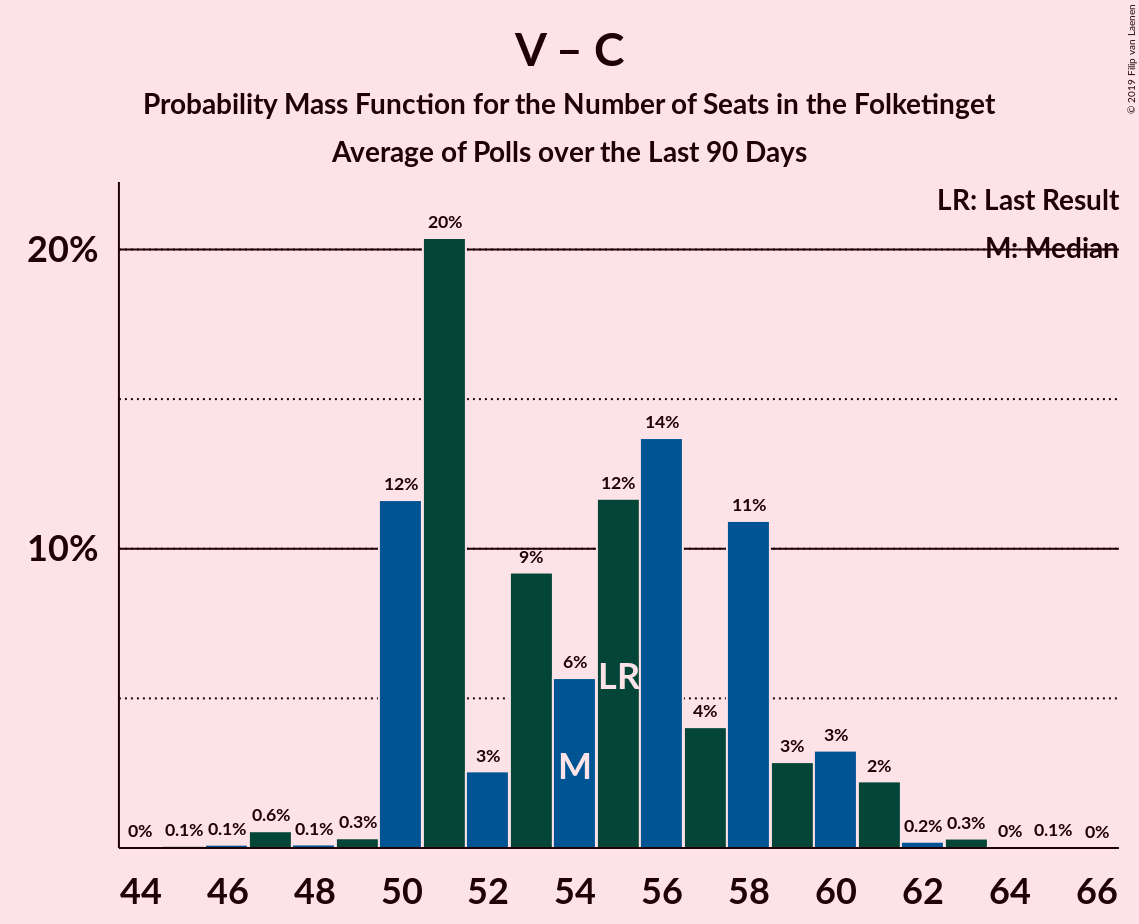 V – C
Probability Mass Function for the Number of Seats in the Folketinget
Average of Polls over the Last 90 Days
© 2019 Filip van Laenen
LR: Last Result
M: Median
20%
10%
0%
0.1%
0.1%
0.6%
0.1%
0.3%
12%
20%
3%
9%
6%
12%
14%
4%
11%
3%
3%
2%
0.2%
0.3%
0%
0.1%
0%
LR
M
44 46 48 50 52 54 56 58 60 62 64 66